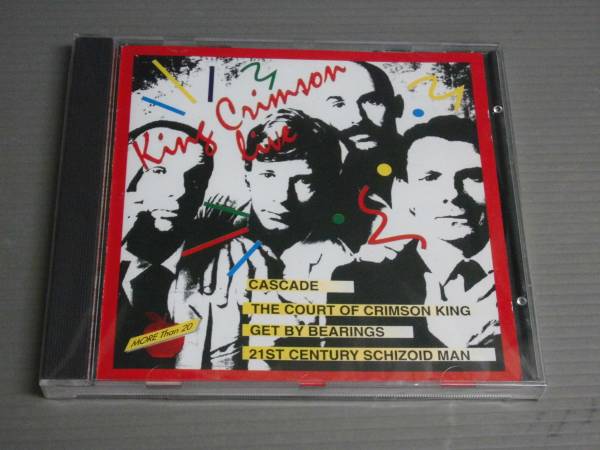 King Crimson
live
CASCADE
THE COURT OF CRIMSON KING
GET BY BEARINGS
21ST CENTURY SCHIZOID MAN
MORE Than 20